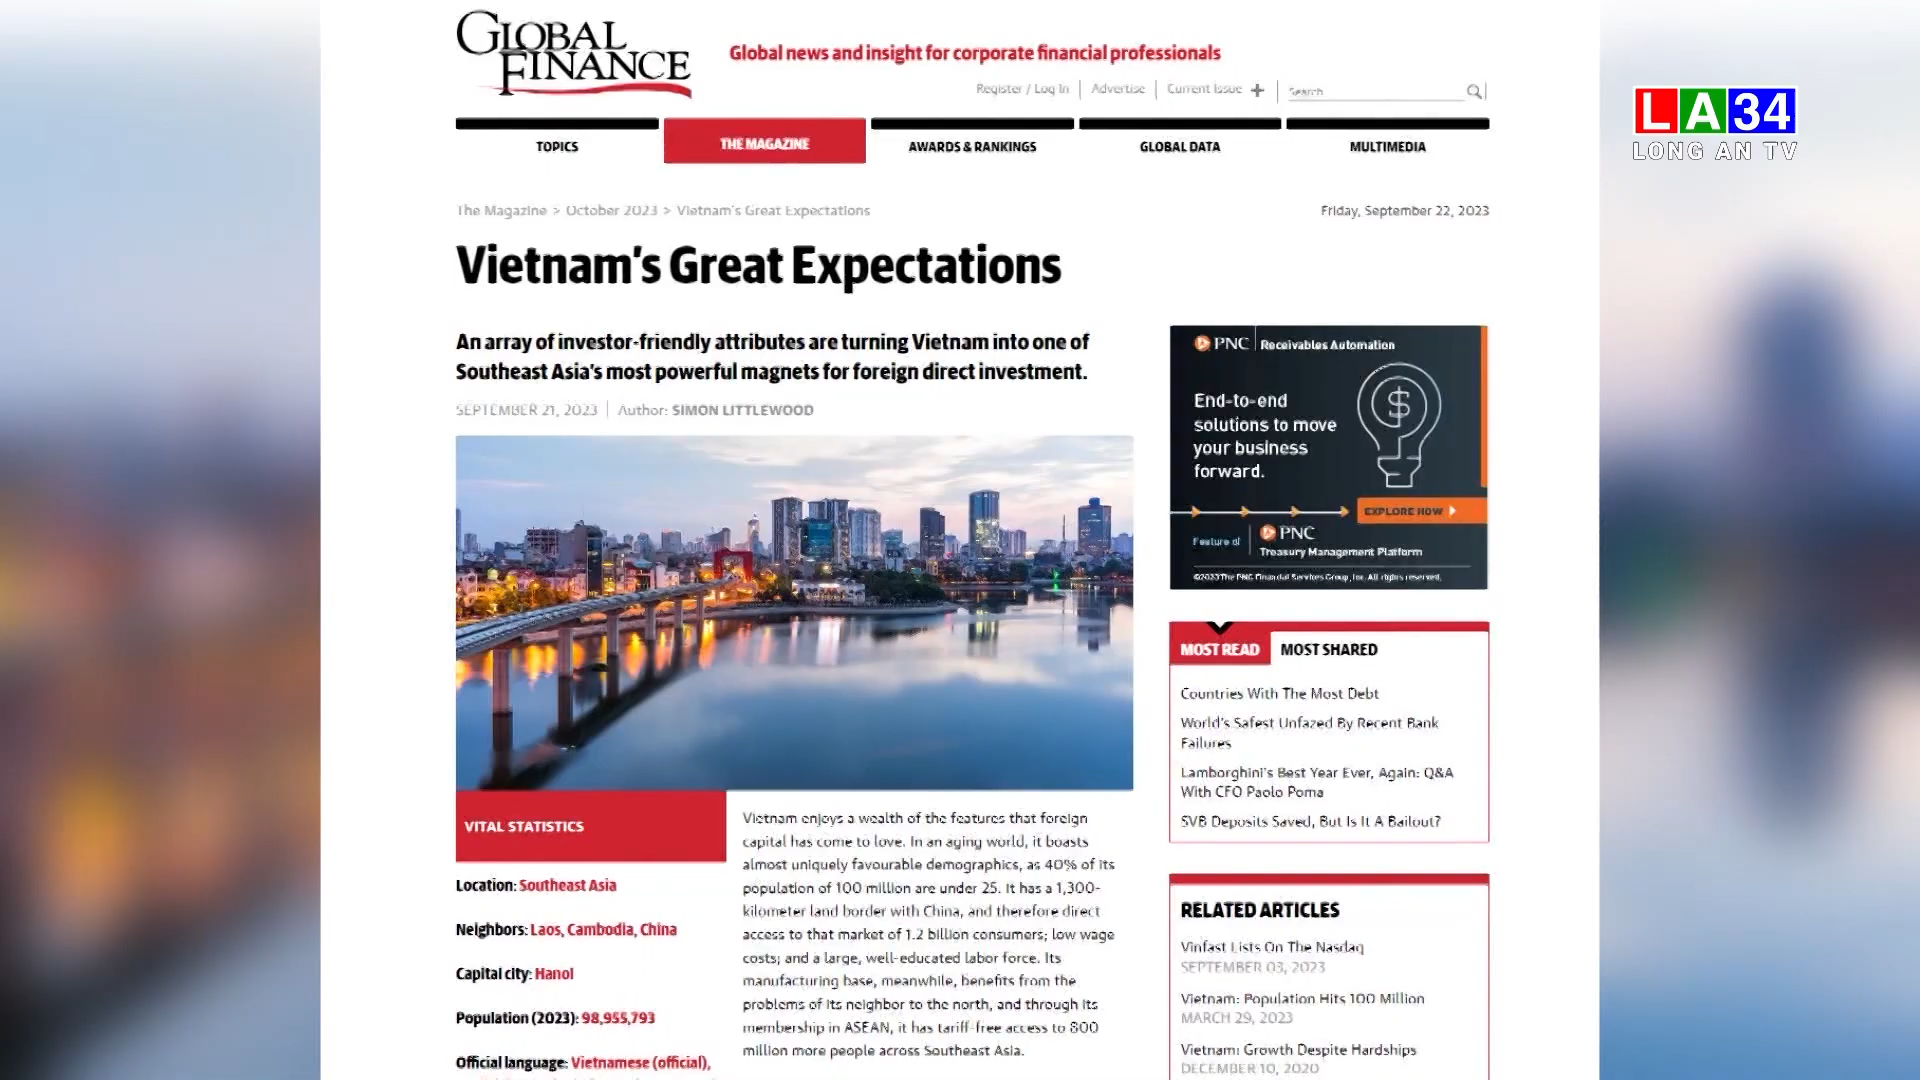 GLOBAL
FINANCE
Global news and insight for corporate financial professionals
Register / Log In
Advertise
Current Issue
Search
TOPICS
THE MAGAZINE
AWARDS & RANKINGS
GLOBAL DATA
MULTIMEDIA
LA34
LONG AN TV
The Magazine > October 2023 > Vietnam's Great Expectations
Friday, September 22, 2023
Vietnam's Great Expectations
An array of investor-friendly attributes are turning Vietnam into one of
Southeast Asia's most powerful magnets for foreign direct investment.
SEPTEMBER 21, 2023 | Author: SIMON LITTLEWOOD
VITAL STATISTICS
Location: Southeast Asia
Neighbors: Laos, Cambodia, China
Capital city: Hanoi
Population (2023): 98,955,793
Official language: Vietnamese (official),
Vietnam enjoys a wealth of the features that foreign
capital has come to love. In an aging world, it boasts
almost uniquely favourable demographics, as 40% of its
population of 100 million are under 25. It has a 1,300-
kilometer land border with China, and therefore direct
access to that market of 1.2 billion consumers; low wage
costs; and a large, well-educated labor force. Its
manufacturing base, meanwhile, benefits from the
problems of its neighbor to the north, and through its
membership in ASEAN, it has tariff-free access to 800
million more people across Southeast Asia.
PNC | Receivables Automation
End-to-end
solutions to move
your business
forward.
EXPLORE NOW
Feature of
PNC
Treasury Management Platform
©2023 The PNC Financial Services Group, Inc. All rights reserved.
MOST READ
MOST SHARED
Countries With The Most Debt
World's Safest Unfazed By Recent Bank
Failures
Lamborghini's Best Year Ever, Again: Q&A
With CFO Paolo Poma
SVB Deposits Saved, But Is It A Bailout?
RELATED ARTICLES
Vinfast Lists On The Nasdaq
SEPTEMBER 03, 2023
Vietnam: Population Hits 100 Million
MARCH 29, 2023
Vietnam: Growth Despite Hardships
DECEMBER 10, 2020